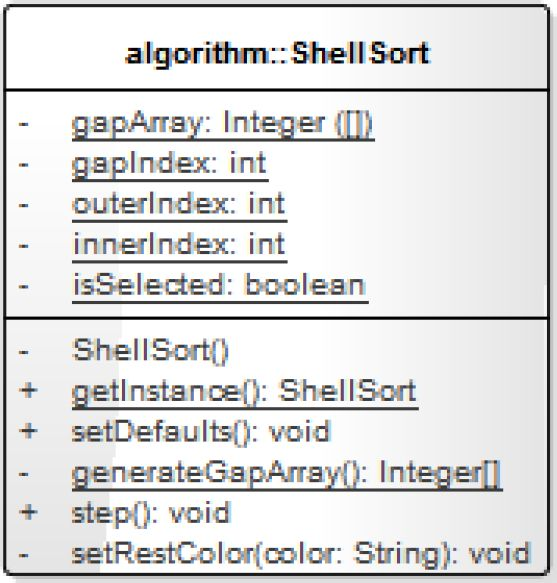 algorithm::ShellSort
- gapArray: Integer ([])
- gapIndex: int
- outerIndex: int
- innerIndex: int
- isSelected: boolean
- ShellSort()
+ getInstance(): ShellSort
+ setDefaults(): void
- generateGapArray(): Integer[]
+ step(): void
- setRestColor(color: String): void